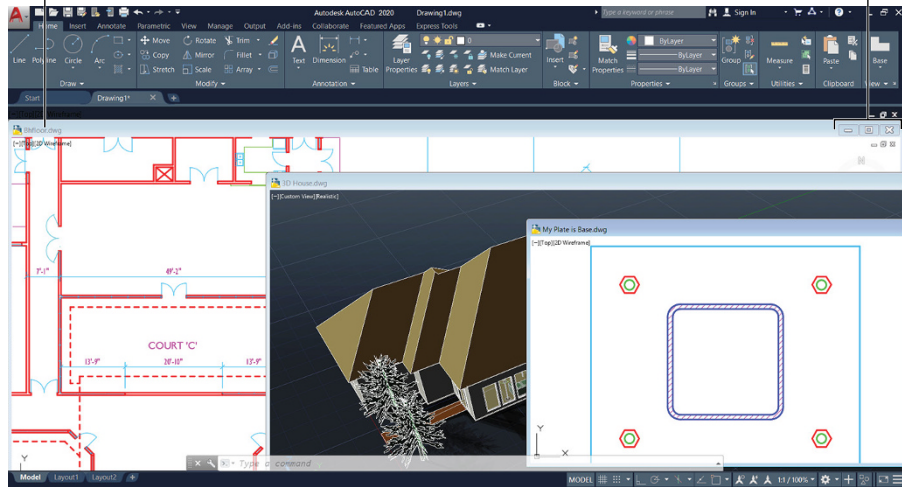 Autodesk AutoCAD 2020 Drawing1.dwg
Type a keyword or phrase
Sign In
Home Insert Annotate Parametric View Manage Output Add-ins Collaborate Featured Apps Express Tools
Line Polyline Circle Arc
Move Rotate Trim
Copy Mirror Fillet
Stretch Scale Array
Text Dimension
Table
Layer Properties
0
Make Current
Match Layer
Insert
Match Properties
ByLayer
ByLayer
ByLayer
Group
Measure
Paste
Base
Draw Modify Annotation Layers Block Properties Groups Utilities Clipboard View
Start Drawing1*
[-][Top][2D Wireframe]
3D House.dwg
[-][Custom View][Realistic]
My Plate is Base.dwg
[-][Top][2D Wireframe]
7'-1" 49'-2"
COURT 'C'
13'-9" 20'-10" 13'-9"
Y
Y
X
Type a command
Model Layout1 Layout2 +
MODEL
1:1 / 100%